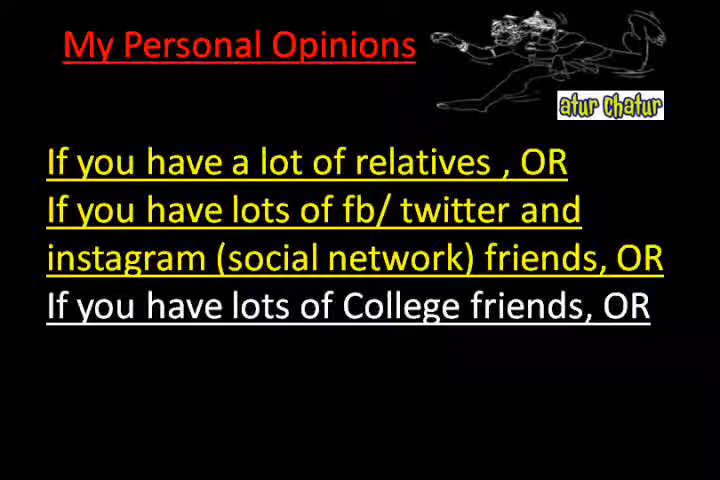 My Personal Opinions
atur chatur
If you have a lot of relatives , OR
If you have lots of fb/ twitter and
instagram (social network) friends, OR
If you have lots of College friends, OR